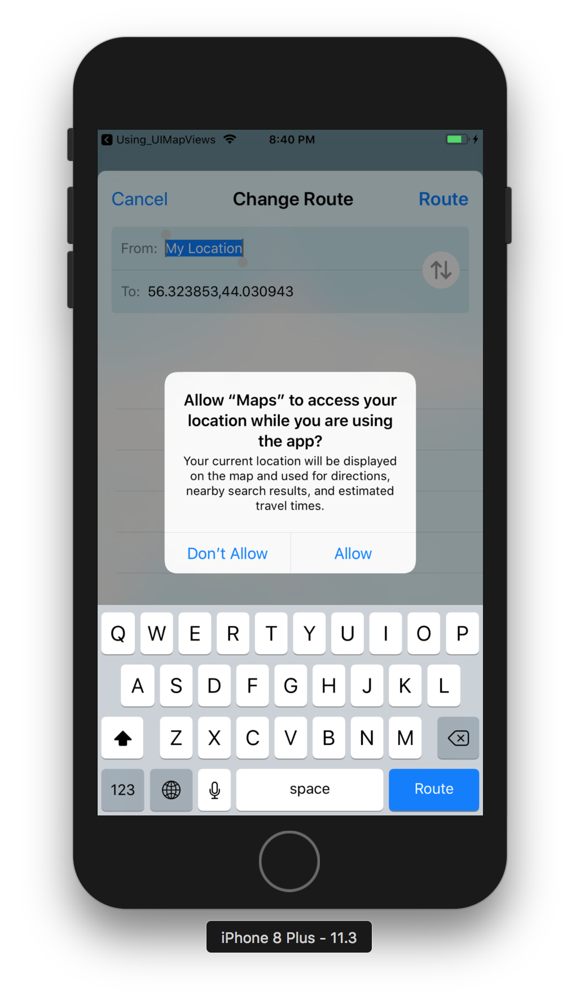 Using_UIMapViews 8:40 PM
Cancel Change Route Route
From: My Location
To: 56.323853,44.030943
Allow “Maps” to access your
location while you are using
the app?
Your current location will be displayed
on the map and used for directions,
nearby search results, and estimated
travel times.
Don’t Allow Allow
Q W E R T Y U I O P
A S D F G H J K L
Z X C V B N M
123 space Route
iPhone 8 Plus - 11.3